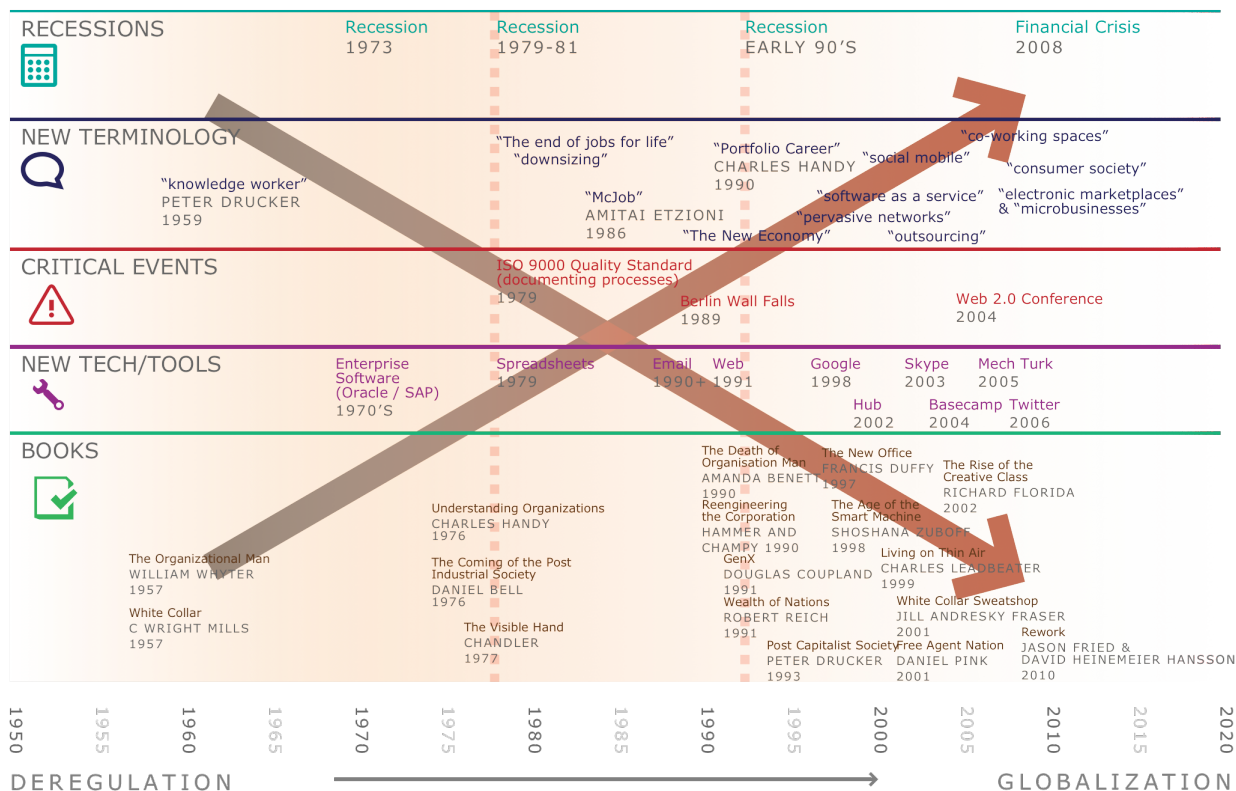 RECESSIONS
Recession
1973
Recession
1979-81
Recession
EARLY 90'S
Financial Crisis
2008
NEW TERMINOLOGY
“knowledge worker”
PETER DRUCKER
1959
“The end of jobs for life”
“downsizing”
“McJob”
AMITAI ETZIONI
1986
“Portfolio Career”
CHARLES HANDY
1990
“The New Economy”
“social mobile”
“software as a service”
“pervasive networks”
“outsourcing”
“co-working spaces”
“consumer society”
“electronic marketplaces”
& “microbusinesses”
CRITICAL EVENTS
ISO 9000 Quality Standard
(documenting processes)
1979
Berlin Wall Falls
1989
Web 2.0 Conference
2004
NEW TECH/TOOLS
Enterprise
Software
(Oracle / SAP)
1970'S
Spreadsheets
1979
Email
1990+
Web
1991
Google
1998
Skype
2003
Mech Turk
2005
Hub
2002
Basecamp
2004
Twitter
2006
BOOKS
The Organizational Man
WILLIAM WHYTER
1957
White Collar
C WRIGHT MILLS
1957
Understanding Organizations
CHARLES HANDY
1976
The Coming of the Post
Industrial Society
DANIEL BELL
1976
The Visible Hand
CHANDLER
1977
The Death of
Organisation Man
AMANDA BENETT
1990
Reengineering
the Corporation
HAMMER AND
CHAMPY 1990
GenX
DOUGLAS COUPLAND
1991
Wealth of Nations
ROBERT REICH
1991
Post Capitalist Society
PETER DRUCKER
1993
The New Office
FRANCIS DUFFY
1997
The Age of the
Smart Machine
SHOSHANA ZUBOFF
1998
Living on Thin Air
CHARLES LEADBEATER
1999
White Collar Sweatshop
JILL ANDRESKY FRASER
2001
Free Agent Nation
DANIEL PINK
2001
The Rise of the
Creative Class
RICHARD FLORIDA
2002
Rework
JASON FRIED &
DAVID HEINEMEIER HANSSON
2010
1950
1955
1960
1965
1970
1975
1980
1985
1990
1995
2000
2005
2010
2015
2020
DEREGULATION
GLOBALIZATION